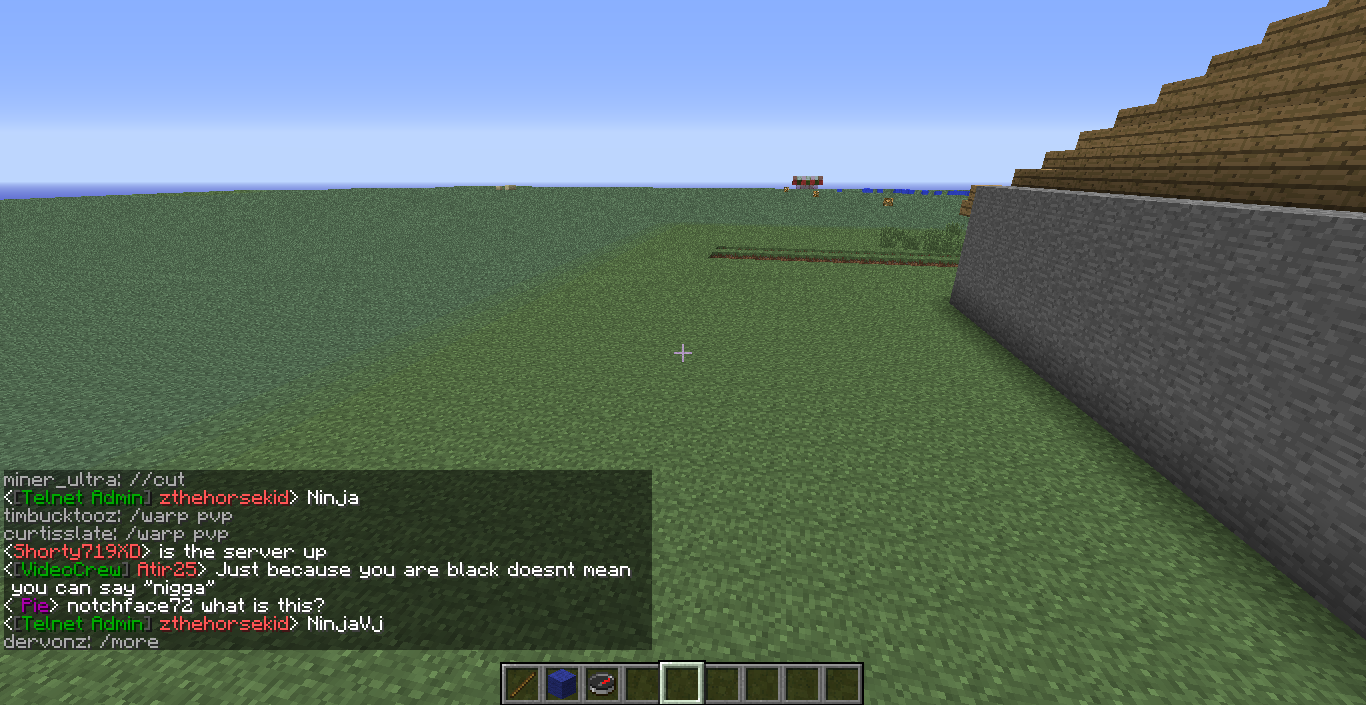 miner_ultra: //cut
<[Telnet Admin] zthehorsekid> Ninja
timbucktooz: /warp pvp
curtisslate: /warp pvp
<Shorty719XD> is the server up
<[VideoCrew] Atir25> Just because you are black doesnt mean
you can say "nigga"
< Pie> notchface72 what is this?
<[Telnet Admin] zthehorsekid> NinjaVj
dervonz: /more